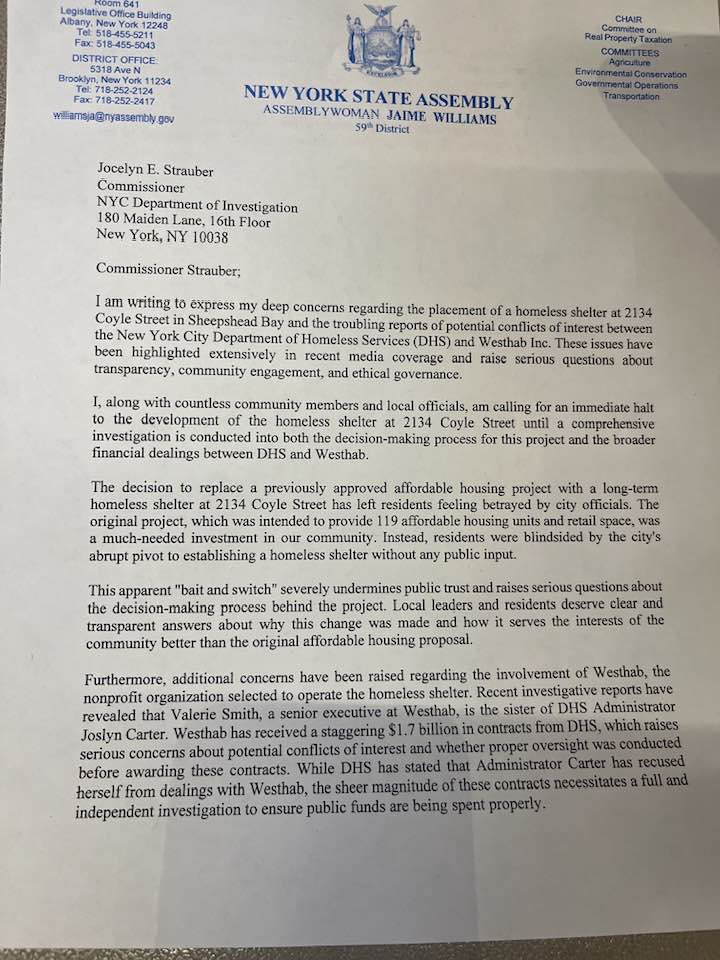 Room 641
Legislative Office Building
Albany, New York 12248
Tel: 518-455-5211
Fax: 518-455-5043
DISTRICT OFFICE:
5318 Ave N
Brooklyn, New York 11234
Tel: 718-252-2124
Fax: 718-252-2417
williamsja@nyassembly.gov
EXCELSIOR
NEW YORK STATE ASSEMBLY
ASSEMBLYWOMAN JAIME WILLIAMS
59th District
CHAIR
Committee on
Real Property Taxation
COMMITTEES
Agriculture
Environmental Conservation
Governmental Operations
Transportation
Jocelyn E. Strauber
Commissioner
NYC Department of Investigation
180 Maiden Lane, 16th Floor
New York, NY 10038
Commissioner Strauber;
I am writing to express my deep concerns regarding the placement of a homeless shelter at 2134
Coyle Street in Sheepshead Bay and the troubling reports of potential conflicts of interest between
the New York City Department of Homeless Services (DHS) and Westhab Inc. These issues have
been highlighted extensively in recent media coverage and raise serious questions about
transparency, community engagement, and ethical governance.
I, along with countless community members and local officials, am calling for an immediate halt
to the development of the homeless shelter at 2134 Coyle Street until a comprehensive
investigation is conducted into both the decision-making process for this project and the broader
financial dealings between DHS and Westhab.
The decision to replace a previously approved affordable housing project with a long-term
homeless shelter at 2134 Coyle Street has left residents feeling betrayed by city officials. The
original project, which was intended to provide 119 affordable housing units and retail space, was
a much-needed investment in our community. Instead, residents were blindsided by the city's
abrupt pivot to establishing a homeless shelter without any public input.
This apparent "bait and switch" severely undermines public trust and raises serious questions about
the decision-making process behind the project. Local leaders and residents deserve clear and
transparent answers about why this change was made and how it serves the interests of the
community better than the original affordable housing proposal.
Furthermore, additional concerns have been raised regarding the involvement of Westhab, the
nonprofit organization selected to operate the homeless shelter. Recent investigative reports have
revealed that Valerie Smith, a senior executive at Westhab, is the sister of DHS Administrator
Joslyn Carter. Westhab has received a staggering $1.7 billion in contracts from DHS, which raises
serious concerns about potential conflicts of interest and whether proper oversight was conducted
before awarding these contracts. While DHS has stated that Administrator Carter has recused
herself from dealings with Westhab, the sheer magnitude of these contracts necessitates a full and
independent investigation to ensure public funds are being spent properly.